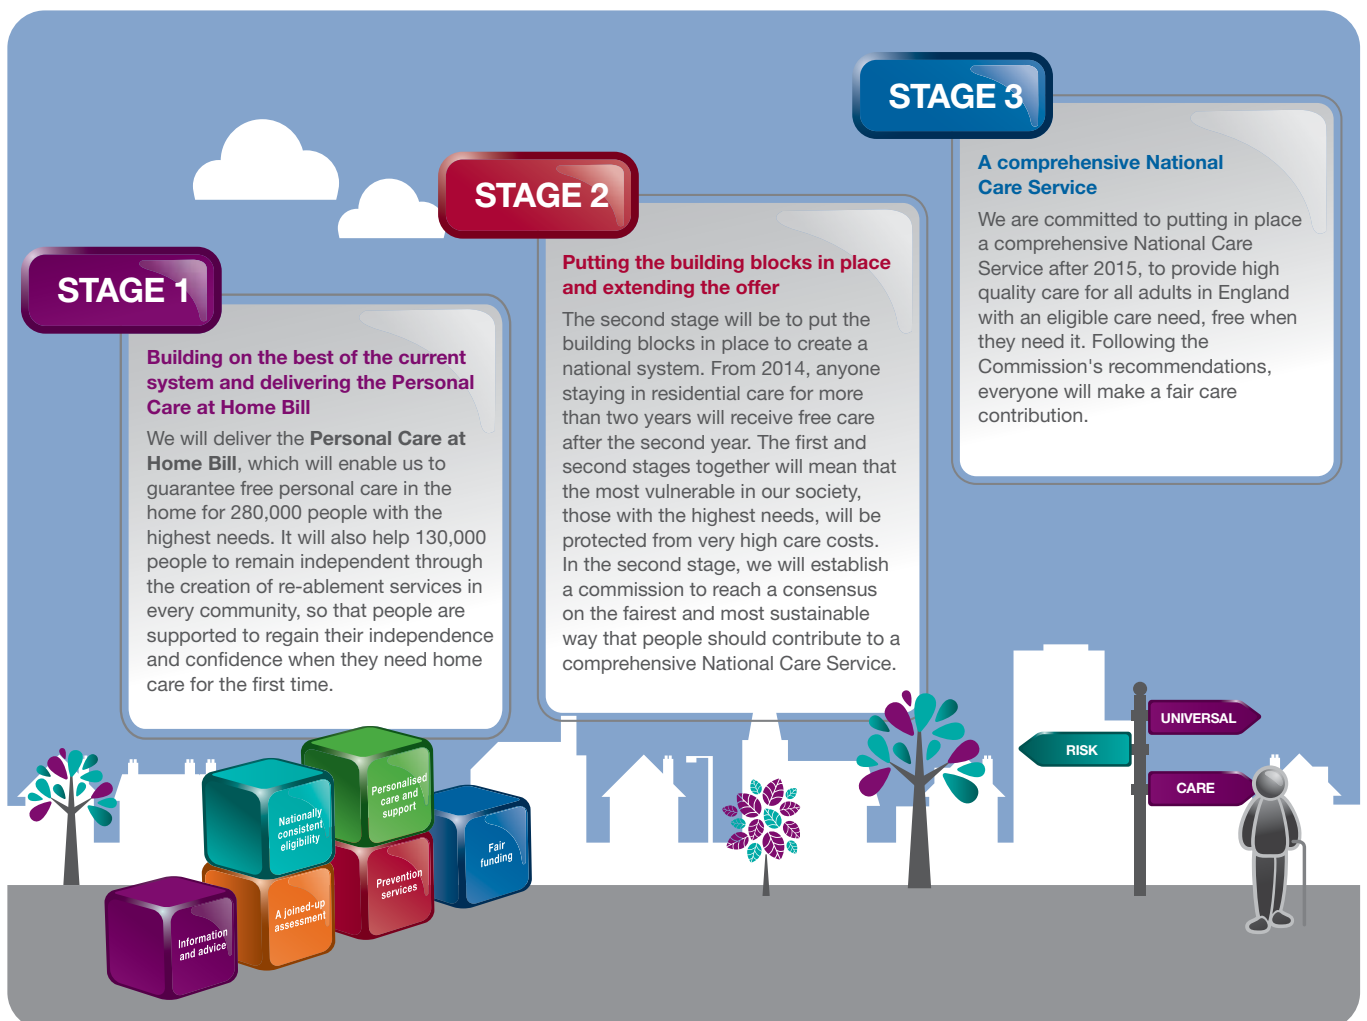 STAGE 1
Building on the best of the current
system and delivering the Personal
Care at Home Bill
We will deliver the Personal Care at
Home Bill, which will enable us to
guarantee free personal care in the
home for 280,000 people with the
highest needs. It will also help 130,000
people to remain independent through
the creation of re-ablement services in
every community, so that people are
supported to regain their independence
and confidence when they need home
care for the first time.
STAGE 2
Putting the building blocks in place
and extending the offer
The second stage will be to put the
building blocks in place to create a
national system. From 2014, anyone
staying in residential care for more
than two years will receive free care
after the second year. The first and
second stages together will mean that
the most vulnerable in our society,
those with the highest needs, will be
protected from very high care costs.
In the second stage, we will establish
a commission to reach a consensus
on the fairest and most sustainable
way that people should contribute to a
comprehensive National Care Service.
STAGE 3
A comprehensive National
Care Service
We are committed to putting in place
a comprehensive National Care
Service after 2015, to provide high
quality care for all adults in England
with an eligible care need, free when
they need it. Following the
Commission's recommendations,
everyone will make a fair care
contribution.
Personalised
care and
support
Nationally
consistent
eligibility
Fair
funding
Prevention
services
A joined-up
assessment
Information
and advice
UNIVERSAL
RISK
CARE